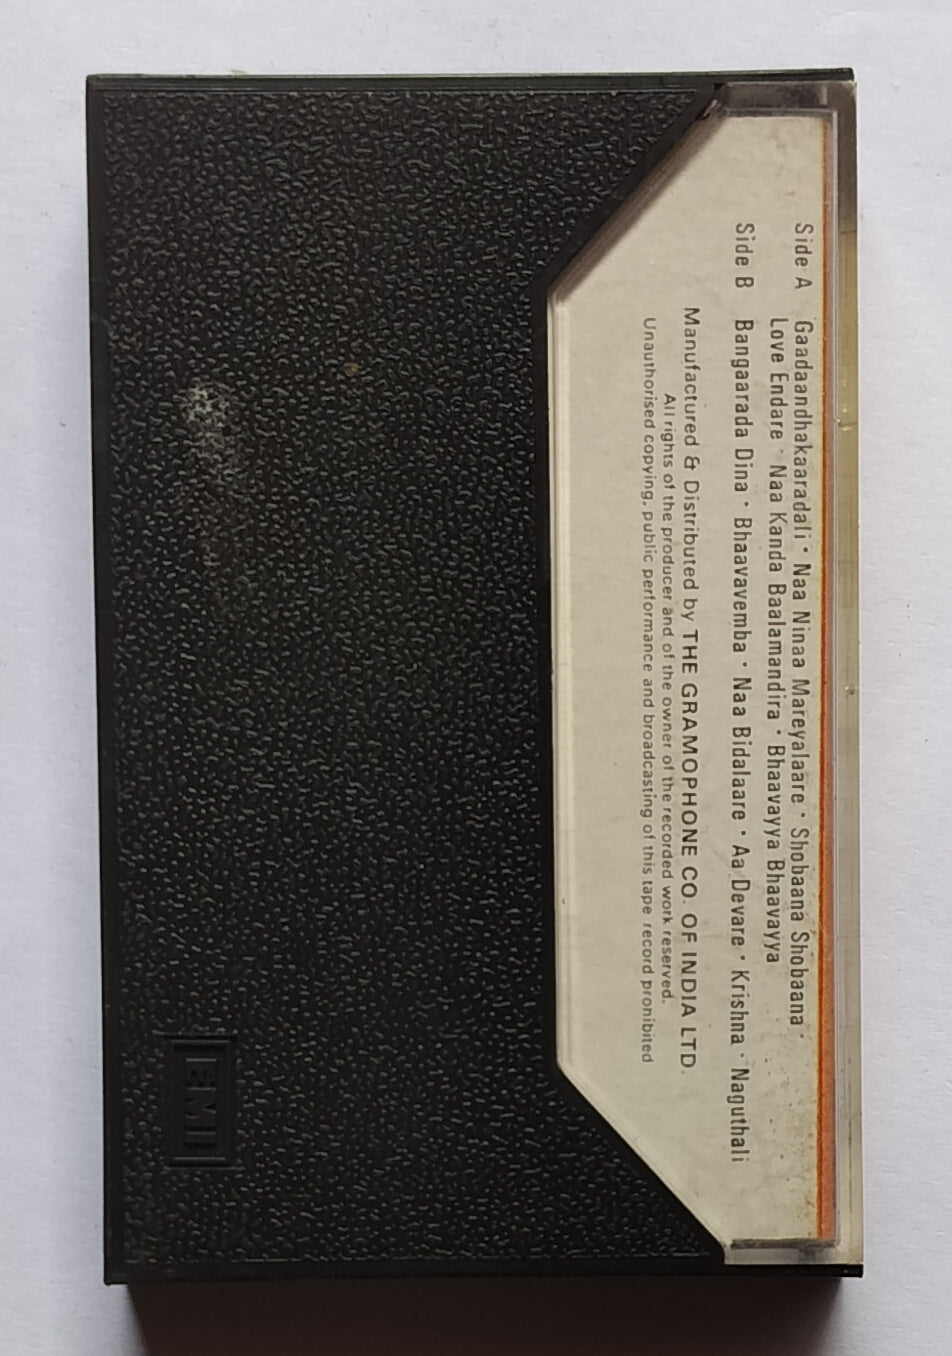 Side A Gaadaandhakaaradali · Naa Ninaa Mareyalaare · Shobaana Shobaana ·
Love Endare · Naa Kanda Baalamandira · Bhaavayya Bhaavayya
Side B Bangaarada Dina · Bhaavavemba · Naa Bidalaare · Aa Devare · Krishna · Naguthali
Manufactured & Distributed by THE GRAMOPHONE CO. OF INDIA LTD.
All rights of the producer and of the owner of the recorded work reserved.
Unauthorised copying, public performance and broadcasting of this tape record prohibited
EMI